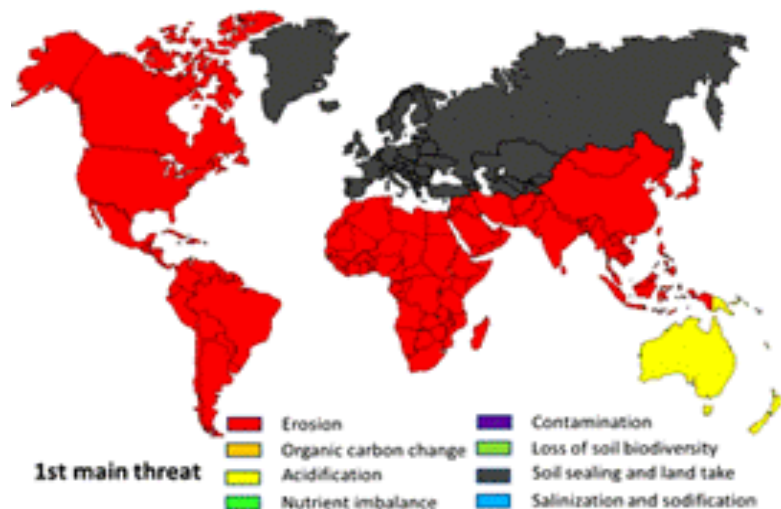 1st main threat
Erosion
Organic carbon change
Acidification
Nutrient imbalance
Contamination
Loss of soil biodiversity
Soil sealing and land take
Salinization and sodification